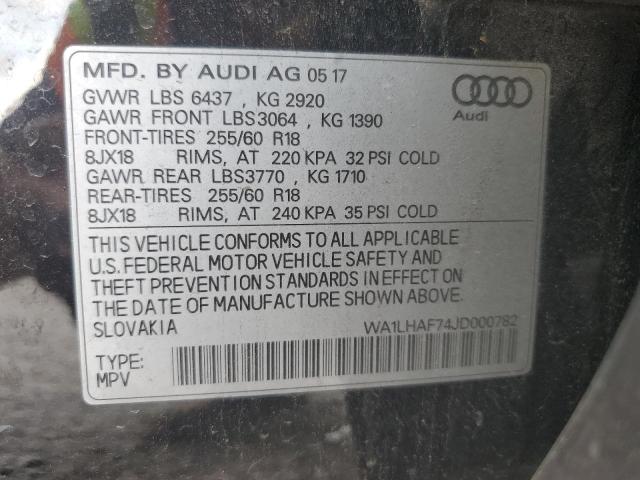 MFD. BY AUDI AG 05 17
GVWR LBS 6437 , KG 2920
GAWR FRONT LBS3064 , KG 1390
FRONT-TIRES 255/60 R18
8JX18 RIMS, AT 220 KPA 32 PSI COLD
GAWR REAR LBS3770 , KG 1710
REAR-TIRES 255/60 R18
8JX18 RIMS, AT 240 KPA 35 PSI COLD
Audi
THIS VEHICLE CONFORMS TO ALL APPLICABLE
U.S. FEDERAL MOTOR VEHICLE SAFETY AND
THEFT PREVENTION STANDARDS IN EFFECT ON
THE DATE OF MANUFACTURE SHOWN ABOVE.
SLOVAKIA WA1LHAF74JD000782
TYPE:
MPV